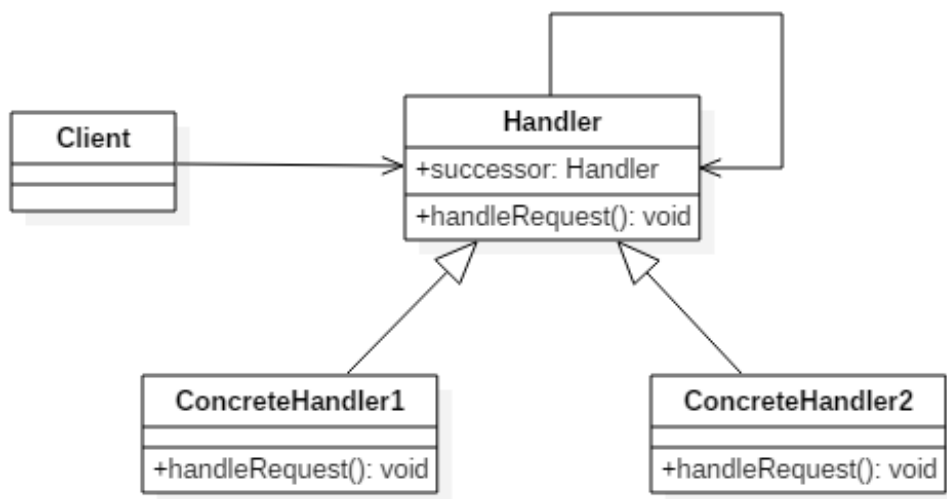 Handler
Client
+successor: Handler
+handleRequest(): void
ConcreteHandler1
+handleRequest(): void
ConcreteHandler2
+handleRequest(): void